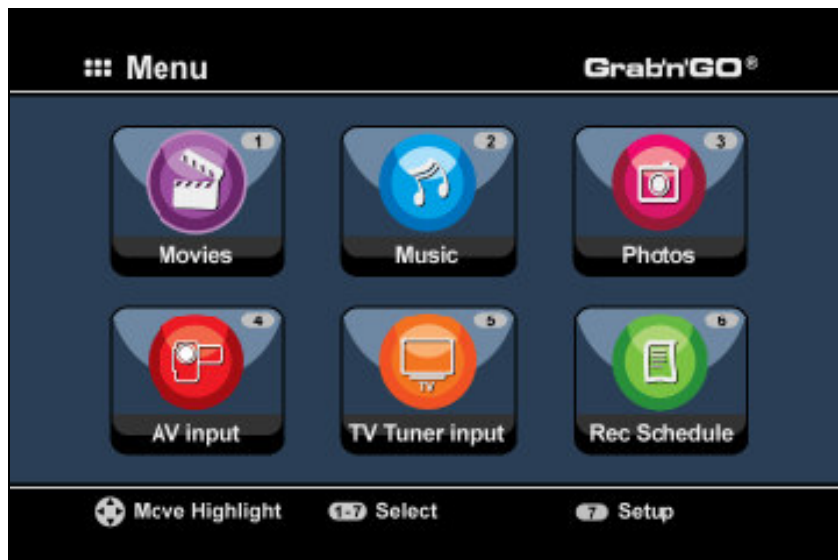 Menu Grab'n'GO®
1 2 3
Movies Music Photos
4 5 6
TV
AV input TV Tuner input Rec Schedule
Move Highlight 1-7 Select 7 Setup